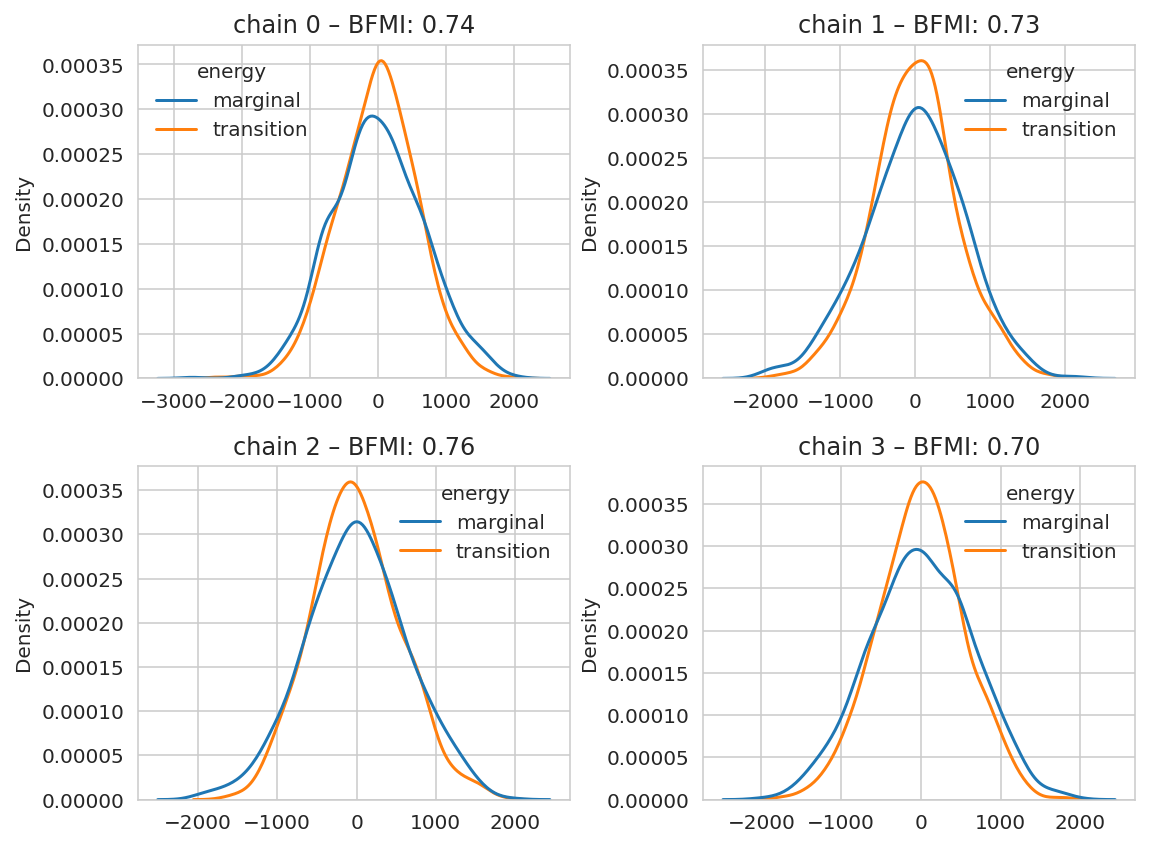 chain 0 – BFMI: 0.74
Density
0.00035
0.00030
0.00025
0.00020
0.00015
0.00010
0.00005
0.00000
−3000 −2000 −1000 0 1000 2000
energy
marginal
transition
chain 1 – BFMI: 0.73
Density
0.00035
0.00030
0.00025
0.00020
0.00015
0.00010
0.00005
0.00000
−2000 −1000 0 1000 2000
energy
marginal
transition
chain 2 – BFMI: 0.76
Density
0.00035
0.00030
0.00025
0.00020
0.00015
0.00010
0.00005
0.00000
−2000 −1000 0 1000 2000
energy
marginal
transition
chain 3 – BFMI: 0.70
Density
0.00035
0.00030
0.00025
0.00020
0.00015
0.00010
0.00005
0.00000
−2000 −1000 0 1000 2000
energy
marginal
transition